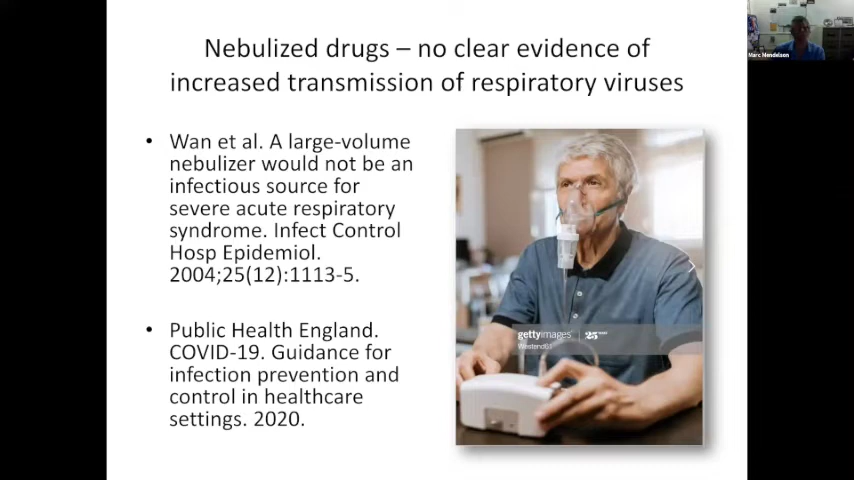 Nebulized drugs – no clear evidence of
increased transmission of respiratory viruses
• Wan et al. A large-volume
nebulizer would not be an
infectious source for
severe acute respiratory
syndrome. Infect Control
Hosp Epidemiol.
2004;25(12):1113-5.
• Public Health England.
COVID-19. Guidance for
infection prevention and
control in healthcare
settings. 2020.
gettyimages
Westend61
Marc Mendelson